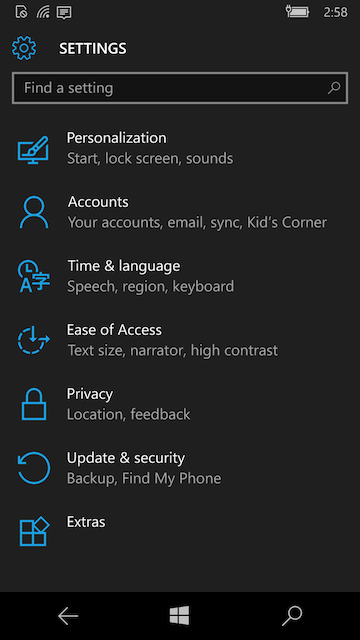 2:58
SETTINGS
Find a setting
Personalization
Start, lock screen, sounds
Accounts
Your accounts, email, sync, Kid's Corner
Time & language
Speech, region, keyboard
Ease of Access
Text size, narrator, high contrast
Privacy
Location, feedback
Update & security
Backup, Find My Phone
Extras